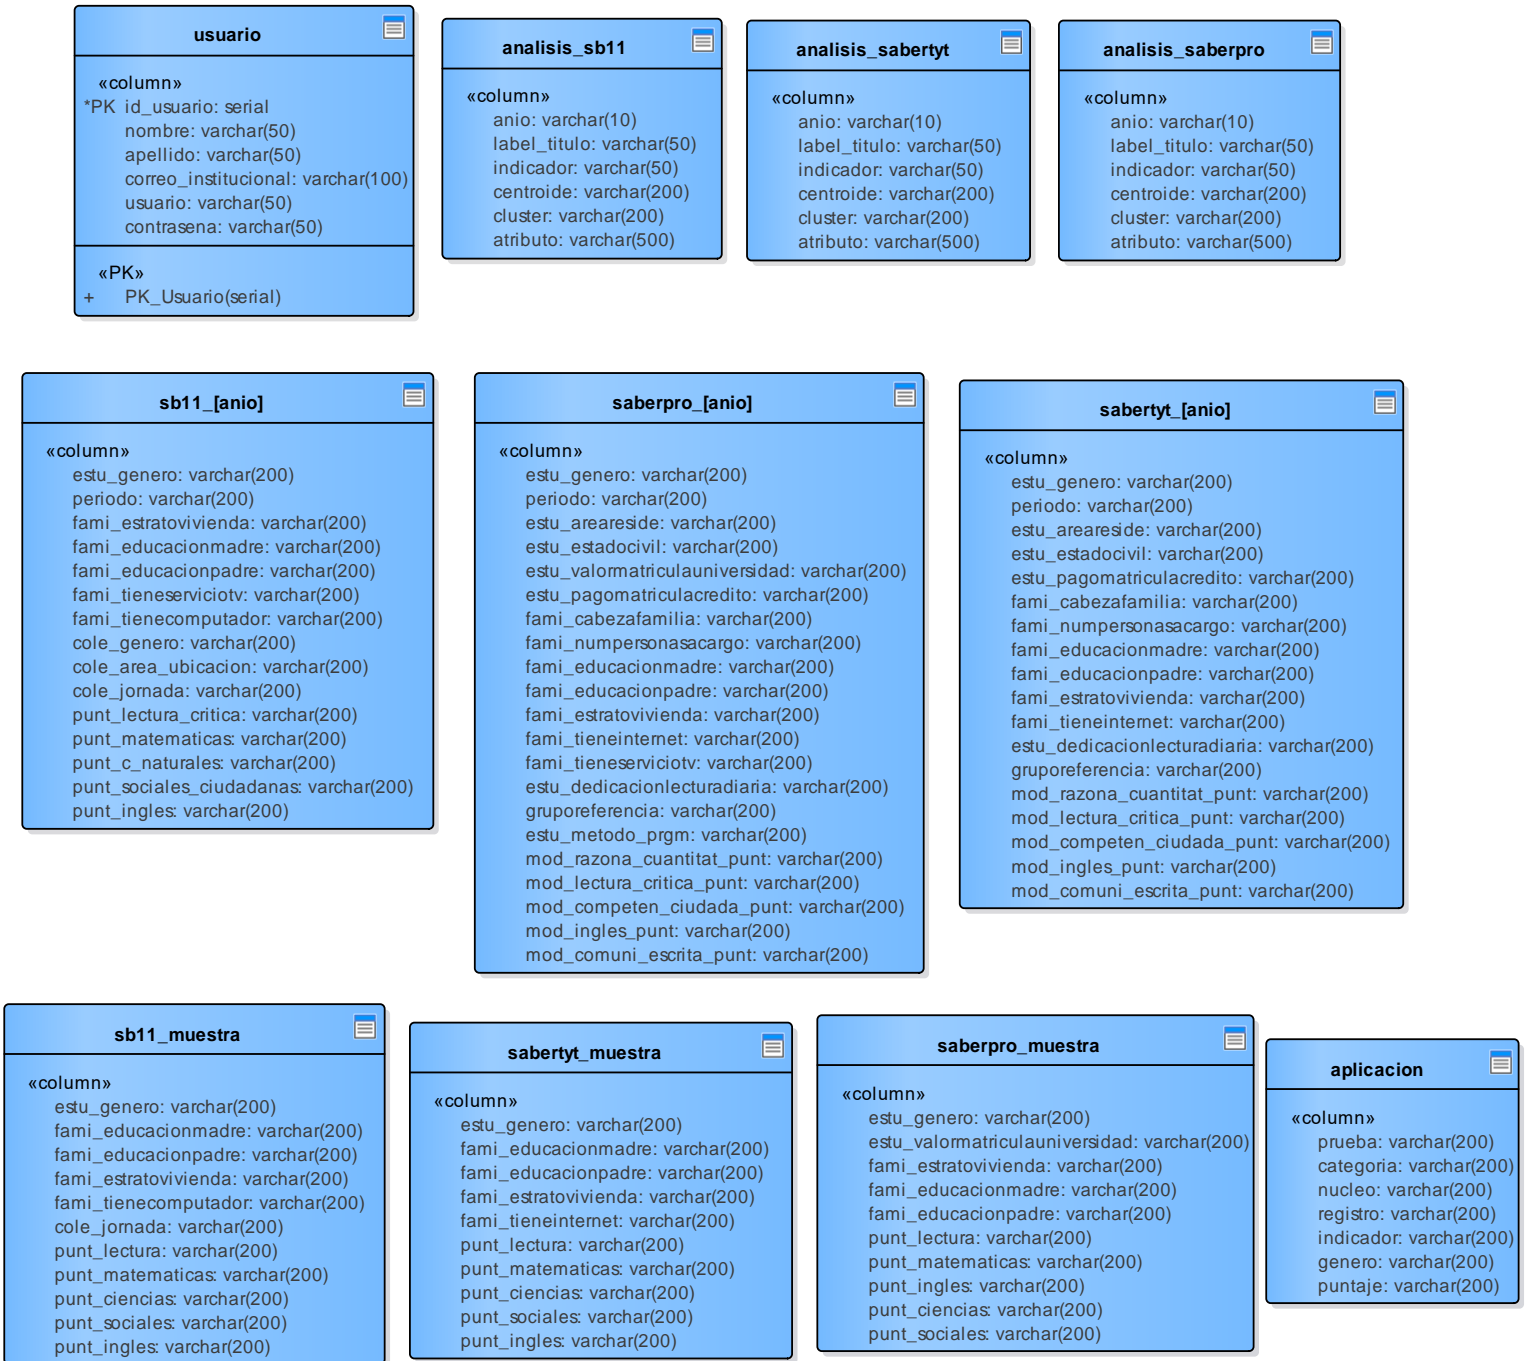 usuario
«column»
*PK id_usuario: serial
nombre: varchar(50)
apellido: varchar(50)
correo_institucional: varchar(100)
usuario: varchar(50)
contrasena: varchar(50)
«PK»
+ PK_Usuario(serial)
analisis_sb11
«column»
anio: varchar(10)
label_titulo: varchar(50)
indicador: varchar(50)
centroide: varchar(200)
cluster: varchar(200)
atributo: varchar(500)
analisis_sabertyt
«column»
anio: varchar(10)
label_titulo: varchar(50)
indicador: varchar(50)
centroide: varchar(200)
cluster: varchar(200)
atributo: varchar(500)
analisis_saberpro
«column»
anio: varchar(10)
label_titulo: varchar(50)
indicador: varchar(50)
centroide: varchar(200)
cluster: varchar(200)
atributo: varchar(500)
sb11_[anio]
«column»
estu_genero: varchar(200)
periodo: varchar(200)
fami_estratovivienda: varchar(200)
fami_educacionmadre: varchar(200)
fami_educacionpadre: varchar(200)
fami_tieneserviciotv: varchar(200)
fami_tienecomputador: varchar(200)
cole_genero: varchar(200)
cole_area_ubicacion: varchar(200)
cole_jornada: varchar(200)
punt_lectura_critica: varchar(200)
punt_matematicas: varchar(200)
punt_c_naturales: varchar(200)
punt_sociales_ciudadanas: varchar(200)
punt_ingles: varchar(200)
saberpro_[anio]
«column»
estu_genero: varchar(200)
periodo: varchar(200)
estu_areareside: varchar(200)
estu_estadocivil: varchar(200)
estu_valormatriculauniversidad: varchar(200)
estu_pagomatriculacredito: varchar(200)
fami_cabezafamilia: varchar(200)
fami_numpersonasacargo: varchar(200)
fami_educacionmadre: varchar(200)
fami_educacionpadre: varchar(200)
fami_estratovivienda: varchar(200)
fami_tieneinternet: varchar(200)
fami_tieneserviciotv: varchar(200)
estu_dedicacionlecturadiaria: varchar(200)
gruporeferencia: varchar(200)
estu_metodo_prgm: varchar(200)
mod_razona_cuantitat_punt: varchar(200)
mod_lectura_critica_punt: varchar(200)
mod_competen_ciudada_punt: varchar(200)
mod_ingles_punt: varchar(200)
mod_comuni_escrita_punt: varchar(200)
sabertyt_[anio]
«column»
estu_genero: varchar(200)
periodo: varchar(200)
estu_areareside: varchar(200)
estu_estadocivil: varchar(200)
estu_pagomatriculacredito: varchar(200)
fami_cabezafamilia: varchar(200)
fami_numpersonasacargo: varchar(200)
fami_educacionmadre: varchar(200)
fami_educacionpadre: varchar(200)
fami_estratovivienda: varchar(200)
fami_tieneinternet: varchar(200)
estu_dedicacionlecturadiaria: varchar(200)
gruporeferencia: varchar(200)
mod_razona_cuantitat_punt: varchar(200)
mod_lectura_critica_punt: varchar(200)
mod_competen_ciudada_punt: varchar(200)
mod_ingles_punt: varchar(200)
mod_comuni_escrita_punt: varchar(200)
sb11_muestra
«column»
estu_genero: varchar(200)
fami_educacionmadre: varchar(200)
fami_educacionpadre: varchar(200)
fami_estratovivienda: varchar(200)
fami_tienecomputador: varchar(200)
cole_jornada: varchar(200)
punt_lectura: varchar(200)
punt_matematicas: varchar(200)
punt_ciencias: varchar(200)
punt_sociales: varchar(200)
punt_ingles: varchar(200)
sabertyt_muestra
«column»
estu_genero: varchar(200)
fami_educacionmadre: varchar(200)
fami_educacionpadre: varchar(200)
fami_estratovivienda: varchar(200)
fami_tieneinternet: varchar(200)
punt_lectura: varchar(200)
punt_matematicas: varchar(200)
punt_ciencias: varchar(200)
punt_sociales: varchar(200)
punt_ingles: varchar(200)
saberpro_muestra
«column»
estu_genero: varchar(200)
estu_valormatriculauniversidad: varchar(200)
fami_estratovivienda: varchar(200)
fami_educacionmadre: varchar(200)
fami_educacionpadre: varchar(200)
punt_lectura: varchar(200)
punt_matematicas: varchar(200)
punt_ingles: varchar(200)
punt_ciencias: varchar(200)
punt_sociales: varchar(200)
aplicacion
«column»
prueba: varchar(200)
categoria: varchar(200)
nucleo: varchar(200)
registro: varchar(200)
indicador: varchar(200)
genero: varchar(200)
puntaje: varchar(200)